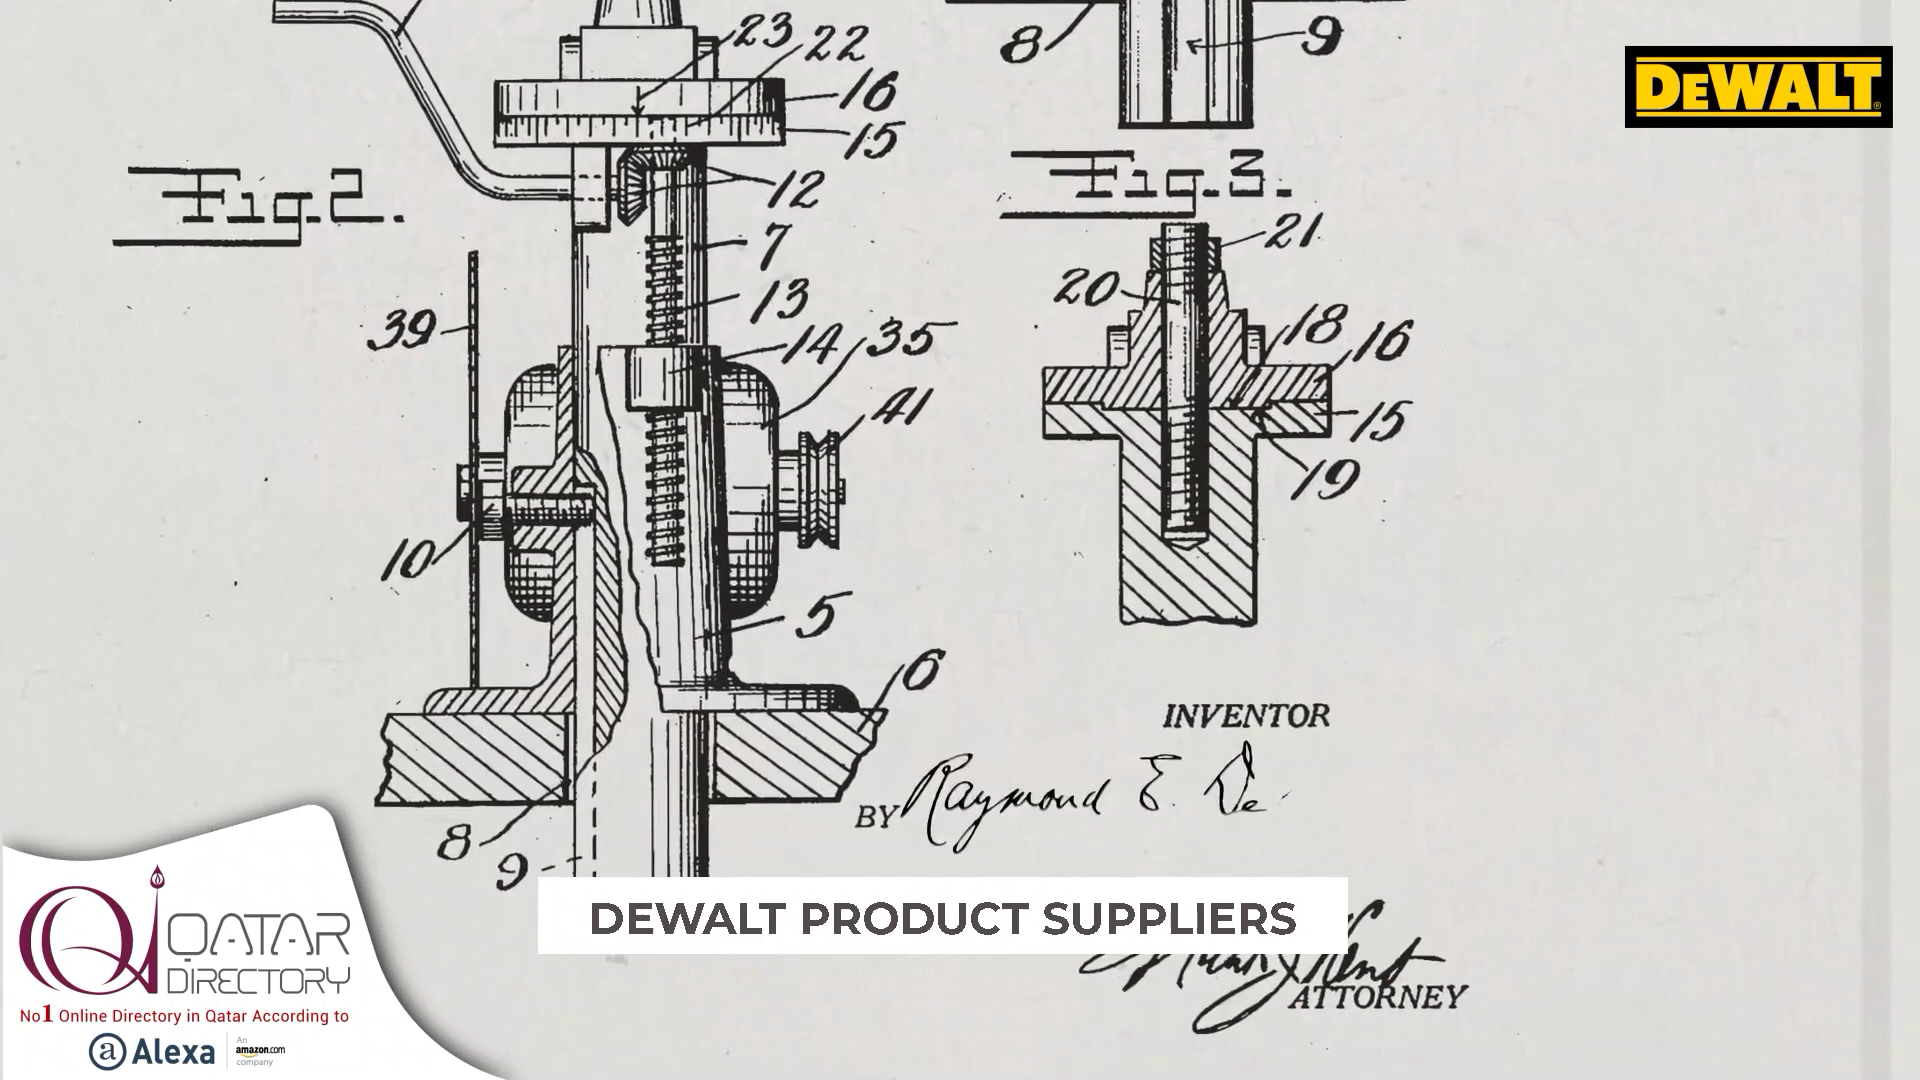 23
22
8
9
16
15
DEWALT
Fig. 2.
12
Fig. 3.
7
21
20
13
39
14
35
18
16
41
15
19
10
5
6
INVENTOR
BY Raymond E. De
8
9
DEWALT PRODUCT SUPPLIERS
ATTORNEY
QATAR
DIRECTORY
No1 Online Directory in Qatar According to
a Alexa
An
amazon.com
company